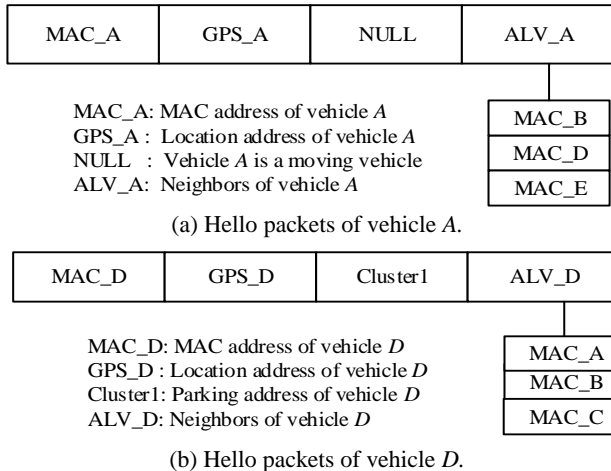 MAC_A GPS_A NULL ALV_A
MAC_A: MAC address of vehicle A
GPS_A : Location address of vehicle A
NULL : Vehicle A is a moving vehicle
ALV_A: Neighbors of vehicle A
MAC_B
MAC_D
MAC_E
(a) Hello packets of vehicle A.
MAC_D GPS_D Cluster1 ALV_D
MAC_D: MAC address of vehicle D
GPS_D : Location address of vehicle D
Cluster1: Parking address of vehicle D
ALV_D: Neighbors of vehicle D
MAC_A
MAC_B
MAC_C
(b) Hello packets of vehicle D.